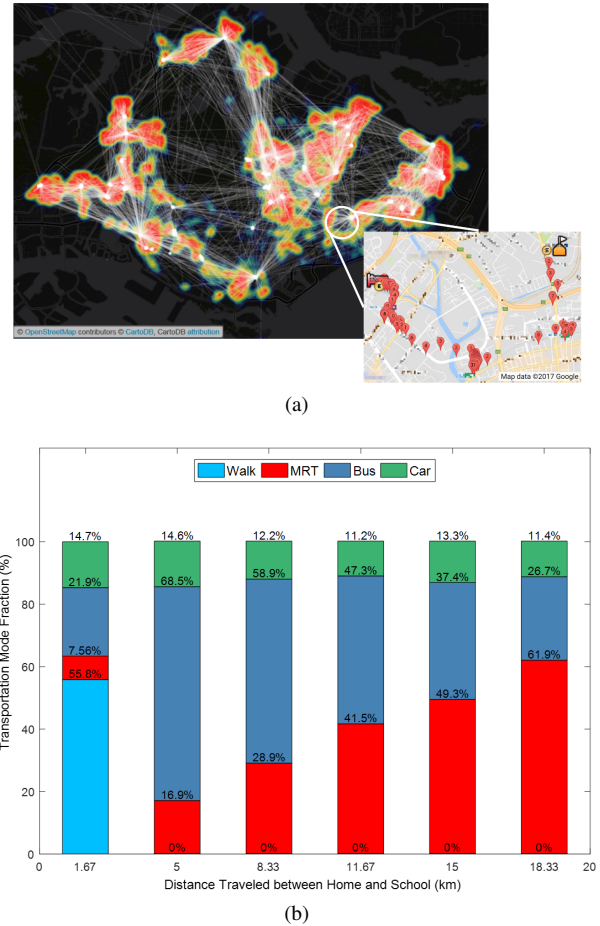 © OpenStreetMap contributors © CartoDB, CartoDB attribution
Map data ©2017 Google
(a)
Walk MRT Bus Car
Transportation Mode Fraction (%)
100
80
60
40
20
0
14.7% 14.6% 12.2% 11.2% 13.3% 11.4%
21.9% 68.5% 58.9% 47.3% 37.4% 26.7%
7.56% 61.9%
55.8% 49.3%
41.5%
28.9%
16.9%
0% 0% 0% 0% 0%
0 1.67 5 8.33 11.67 15 18.33 20
Distance Traveled between Home and School (km)
(b)